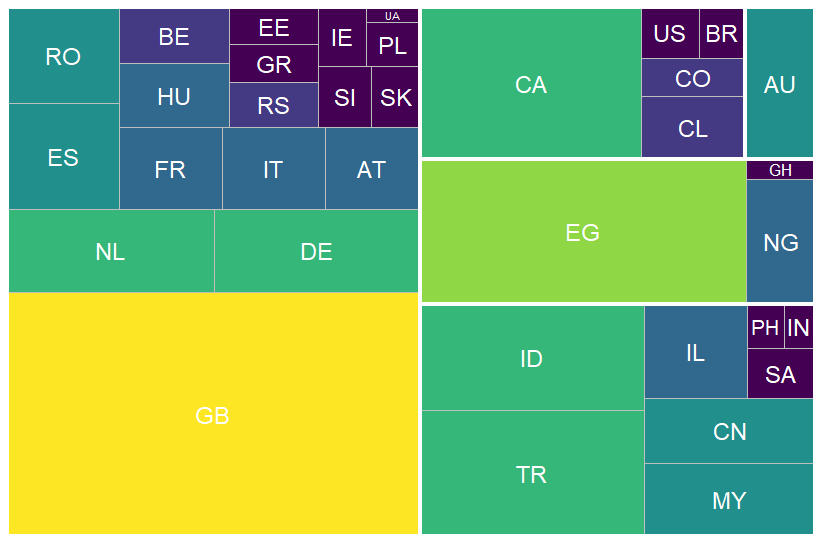 RO
ES
BE
HU
EE
GR
RS
IE
UA
PL
SI
SK
FR
IT
AT
NL
DE
GB
CA
US
BR
CO
CL
AU
EG
GH
NG
ID
TR
IL
PH
IN
SA
CN
MY